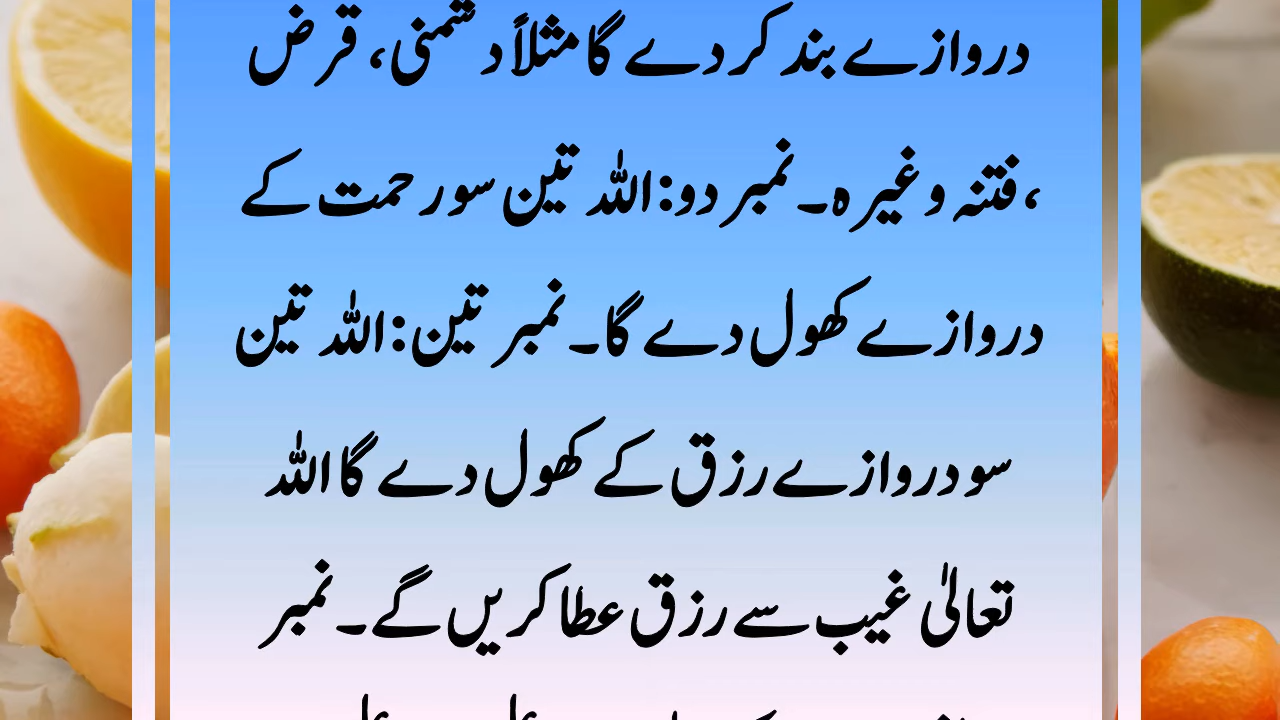 دروازے بند کر دے گا مثلاً دشمنی، قرض
،فتنہ وغیرہ۔ نمبر دو: اللہ تین سو رحمت کے
دروازے کھول دے گا۔ نمبر تین: اللہ تین
سو دروازے رزق کے کھول دے گا اللہ
تعالیٰ غیب سے رزق عطا کریں گے۔ نمبر